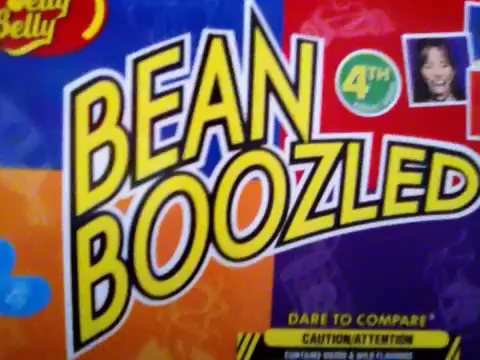 Jelly
Belly
BEAN
BOOZLED
4TH
DARE TO COMPARE®
CAUTION/ATTENTION